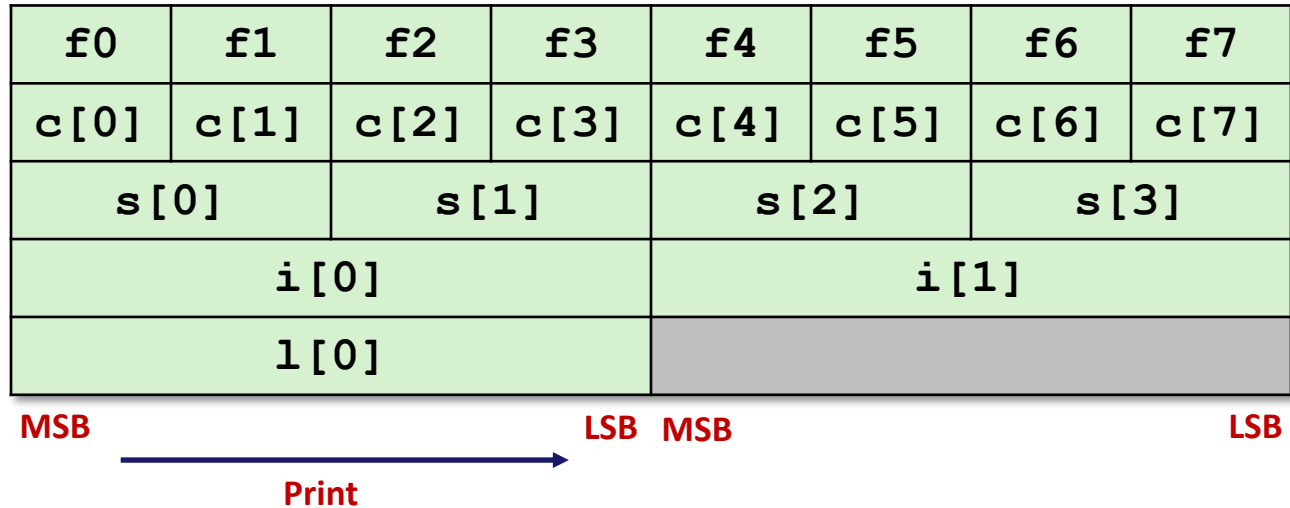 f0 f1 f2 f3 f4 f5 f6 f7
c[0] c[1] c[2] c[3] c[4] c[5] c[6] c[7]
s[0] s[1] s[2] s[3]
i[0] i[1]
l[0]
MSB LSB MSB LSB
Print